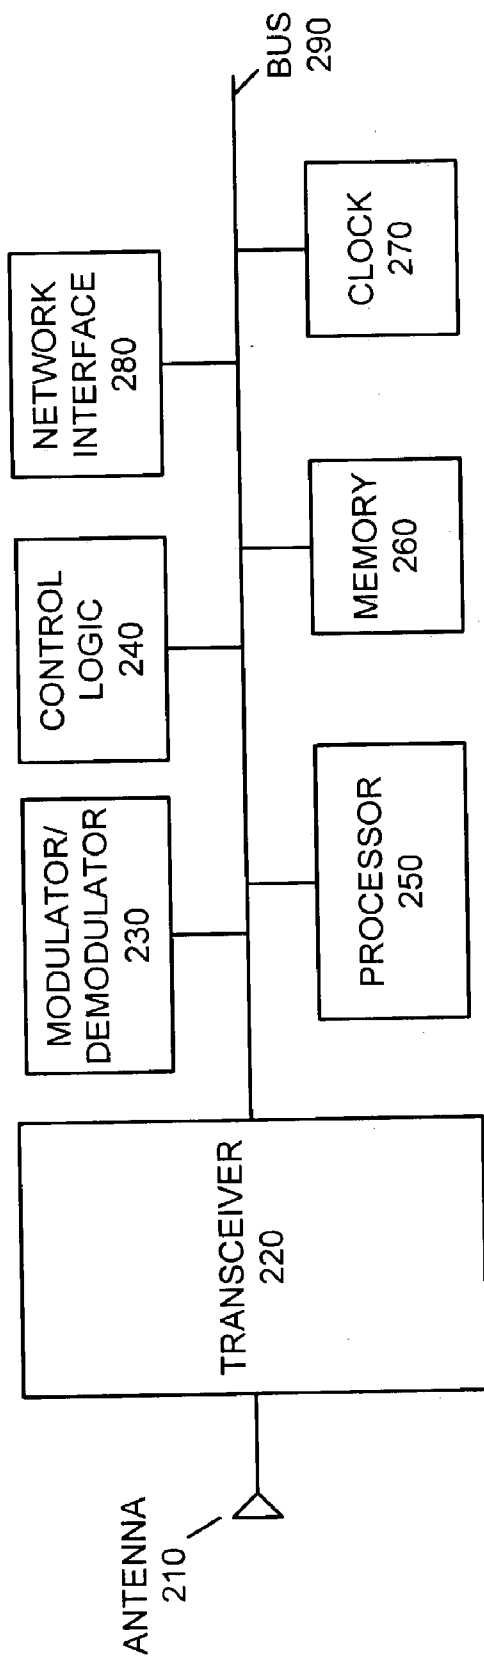 ANTENNA
210
TRANSCEIVER
220
MODULATOR/
DEMODULATOR
230
CONTROL
LOGIC
240
NETWORK
INTERFACE
280
PROCESSOR
250
MEMORY
260
CLOCK
270
BUS
290